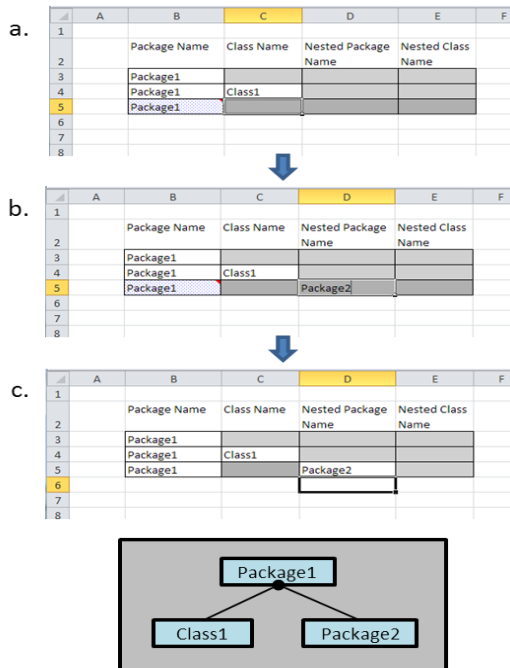 a.
A B C D E F
1
Package Name Class Name Nested Package Nested Class
2 Name Name
3 Package1
4 Package1 Class1
5 Package1
6
7
8
b.
A B C D E F
1
Package Name Class Name Nested Package Nested Class
2 Name Name
3 Package1
4 Package1 Class1
5 Package1 Package2
6
7
8
c.
A B C D E F
1
Package Name Class Name Nested Package Nested Class
2 Name Name
3 Package1
4 Package1 Class1
5 Package1 Package2
6
7
8
Package1
Class1 Package2